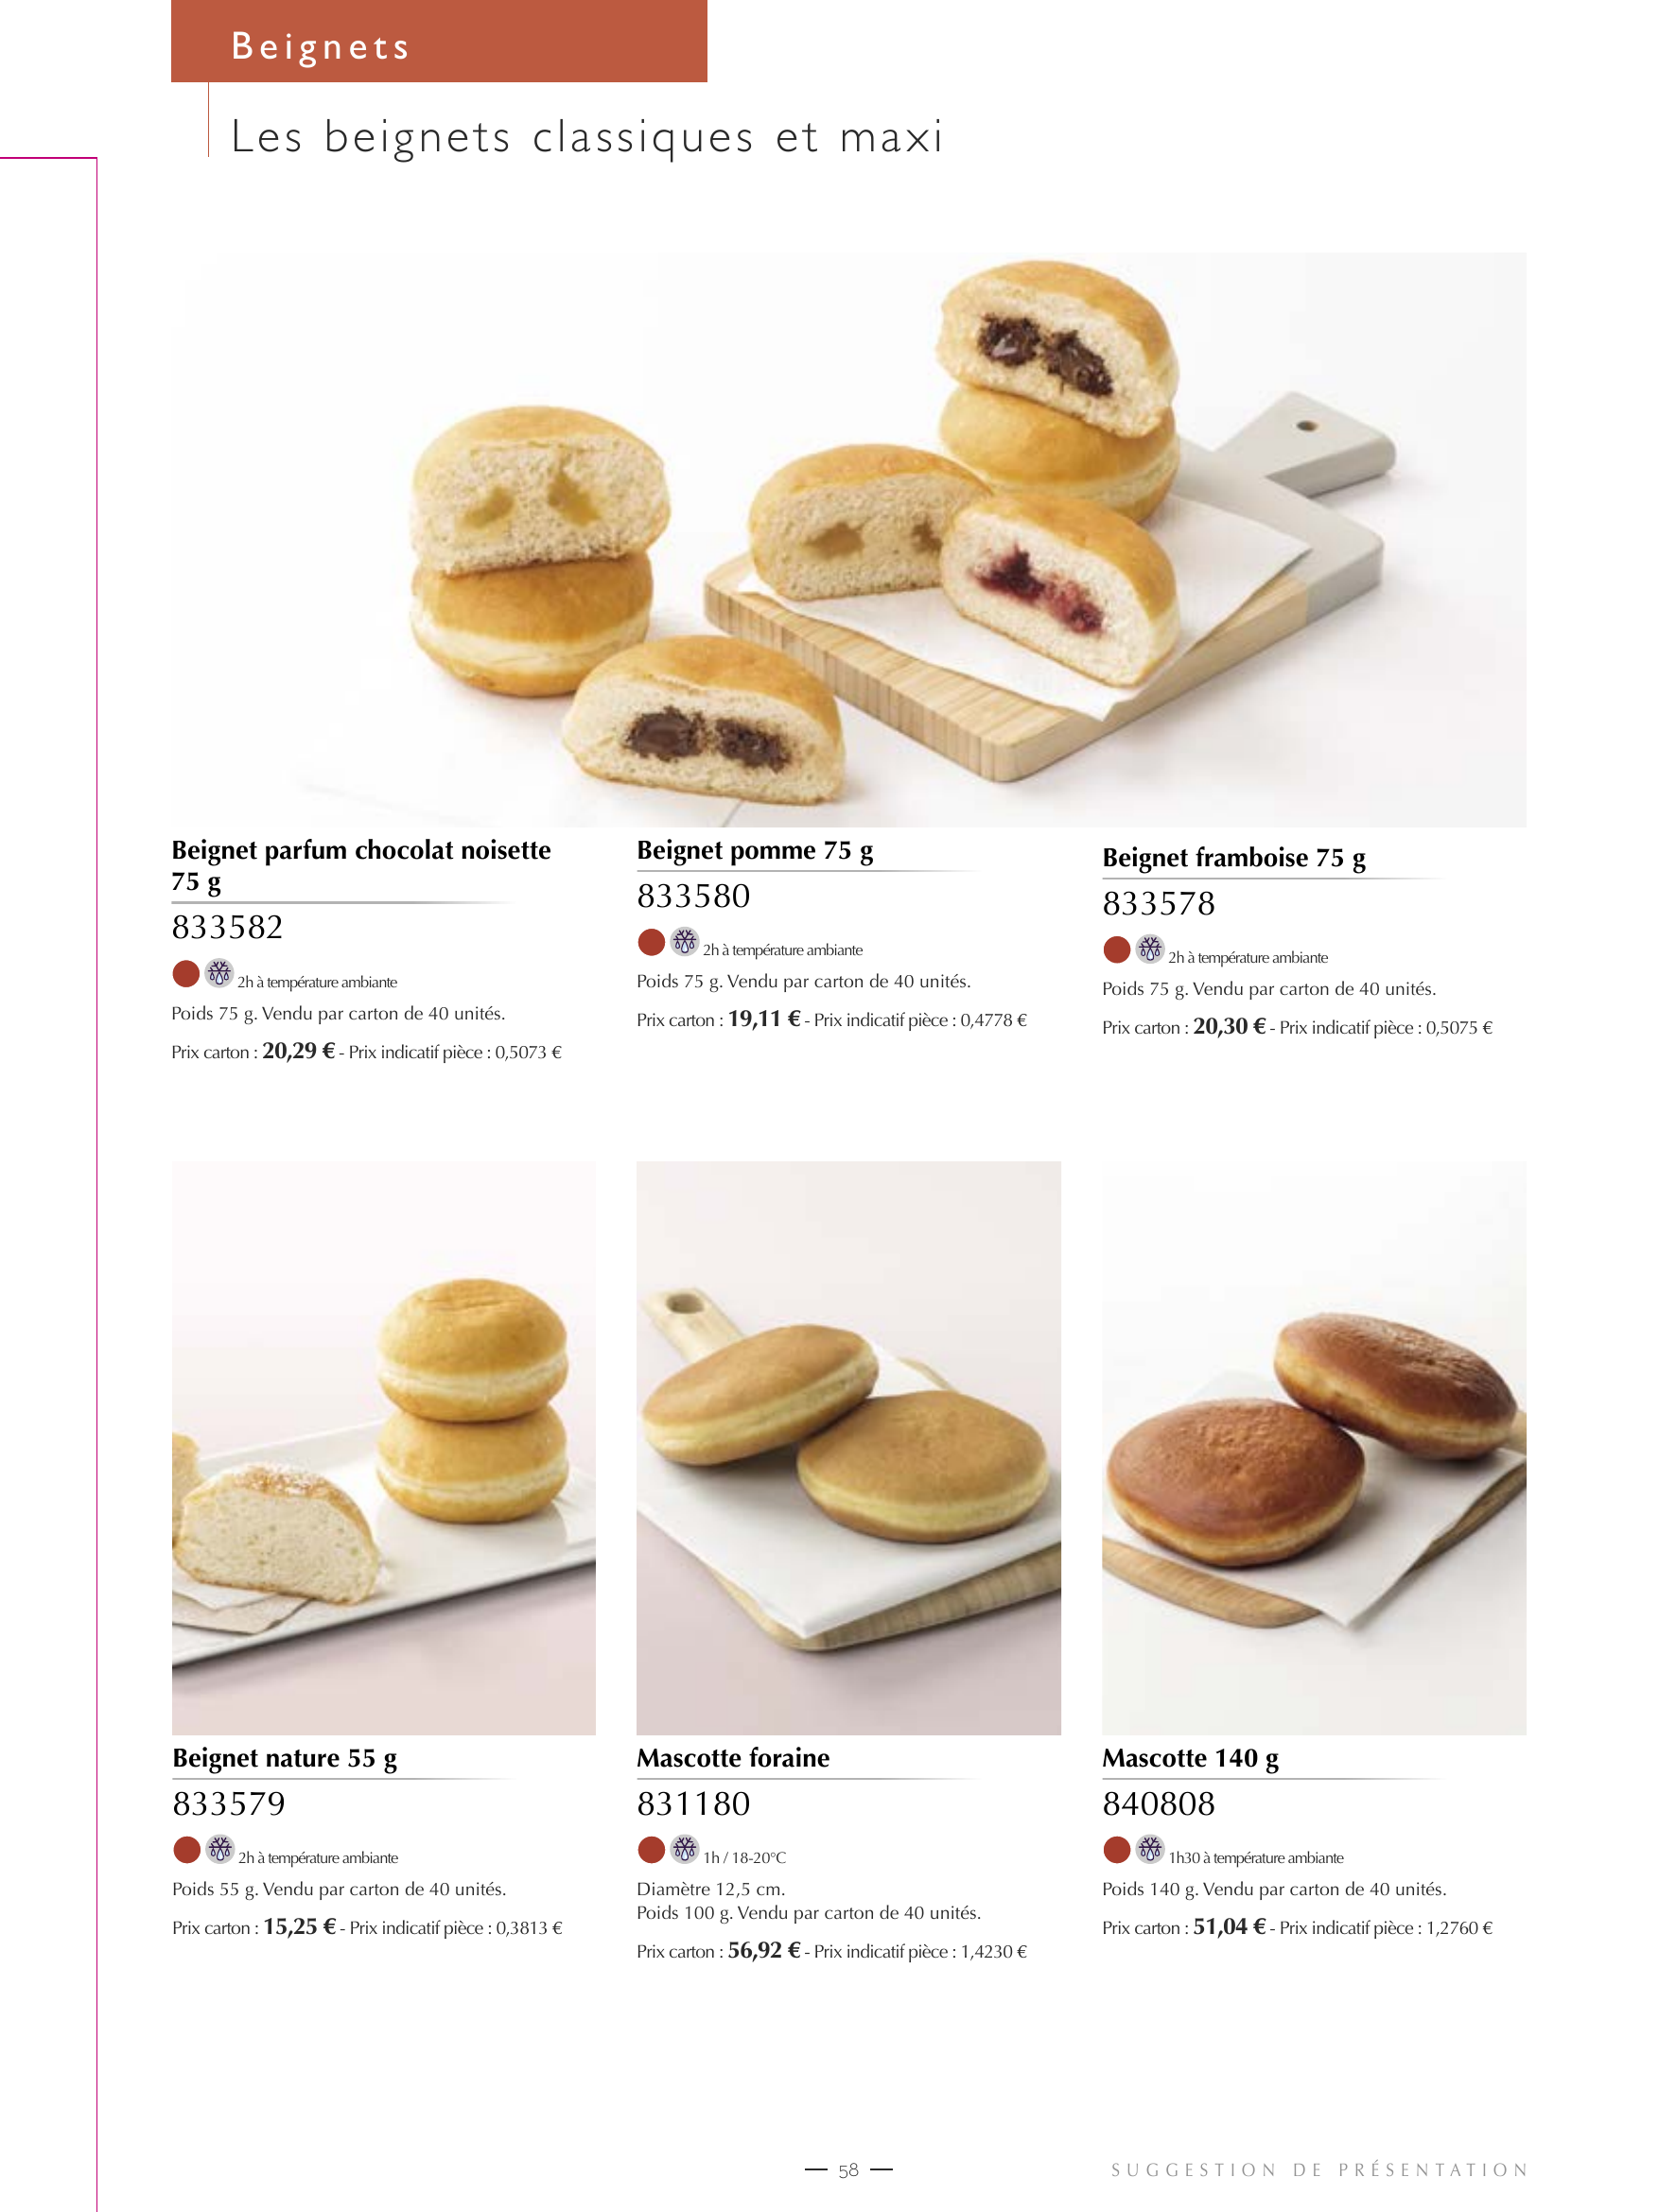 Beignets
Les beignets classiques et maxi
Beignet parfum chocolat noisette
75 g
833582
2h à température ambiante
Poids 75 g. Vendu par carton de 40 unités.
Prix carton : 20,29 € - Prix indicatif pièce : 0,5073 €
Beignet pomme 75 g
833580
2h à température ambiante
Poids 75 g. Vendu par carton de 40 unités.
Prix carton : 19,11 € - Prix indicatif pièce : 0,4778 €
Beignet framboise 75 g
833578
2h à température ambiante
Poids 75 g. Vendu par carton de 40 unités.
Prix carton : 20,30 € - Prix indicatif pièce : 0,5075 €
Beignet nature 55 g
833579
2h à température ambiante
Poids 55 g. Vendu par carton de 40 unités.
Prix carton : 15,25 € - Prix indicatif pièce : 0,3813 €
Mascotte foraine
831180
1h / 18-20°C
Diamètre 12,5 cm.
Poids 100 g. Vendu par carton de 40 unités.
Prix carton : 56,92 € - Prix indicatif pièce : 1,4230 €
Mascotte 140 g
840808
1h30 à température ambiante
Poids 140 g. Vendu par carton de 40 unités.
Prix carton : 51,04 € - Prix indicatif pièce : 1,2760 €
58
SUGGESTION DE PRÉSENTATION